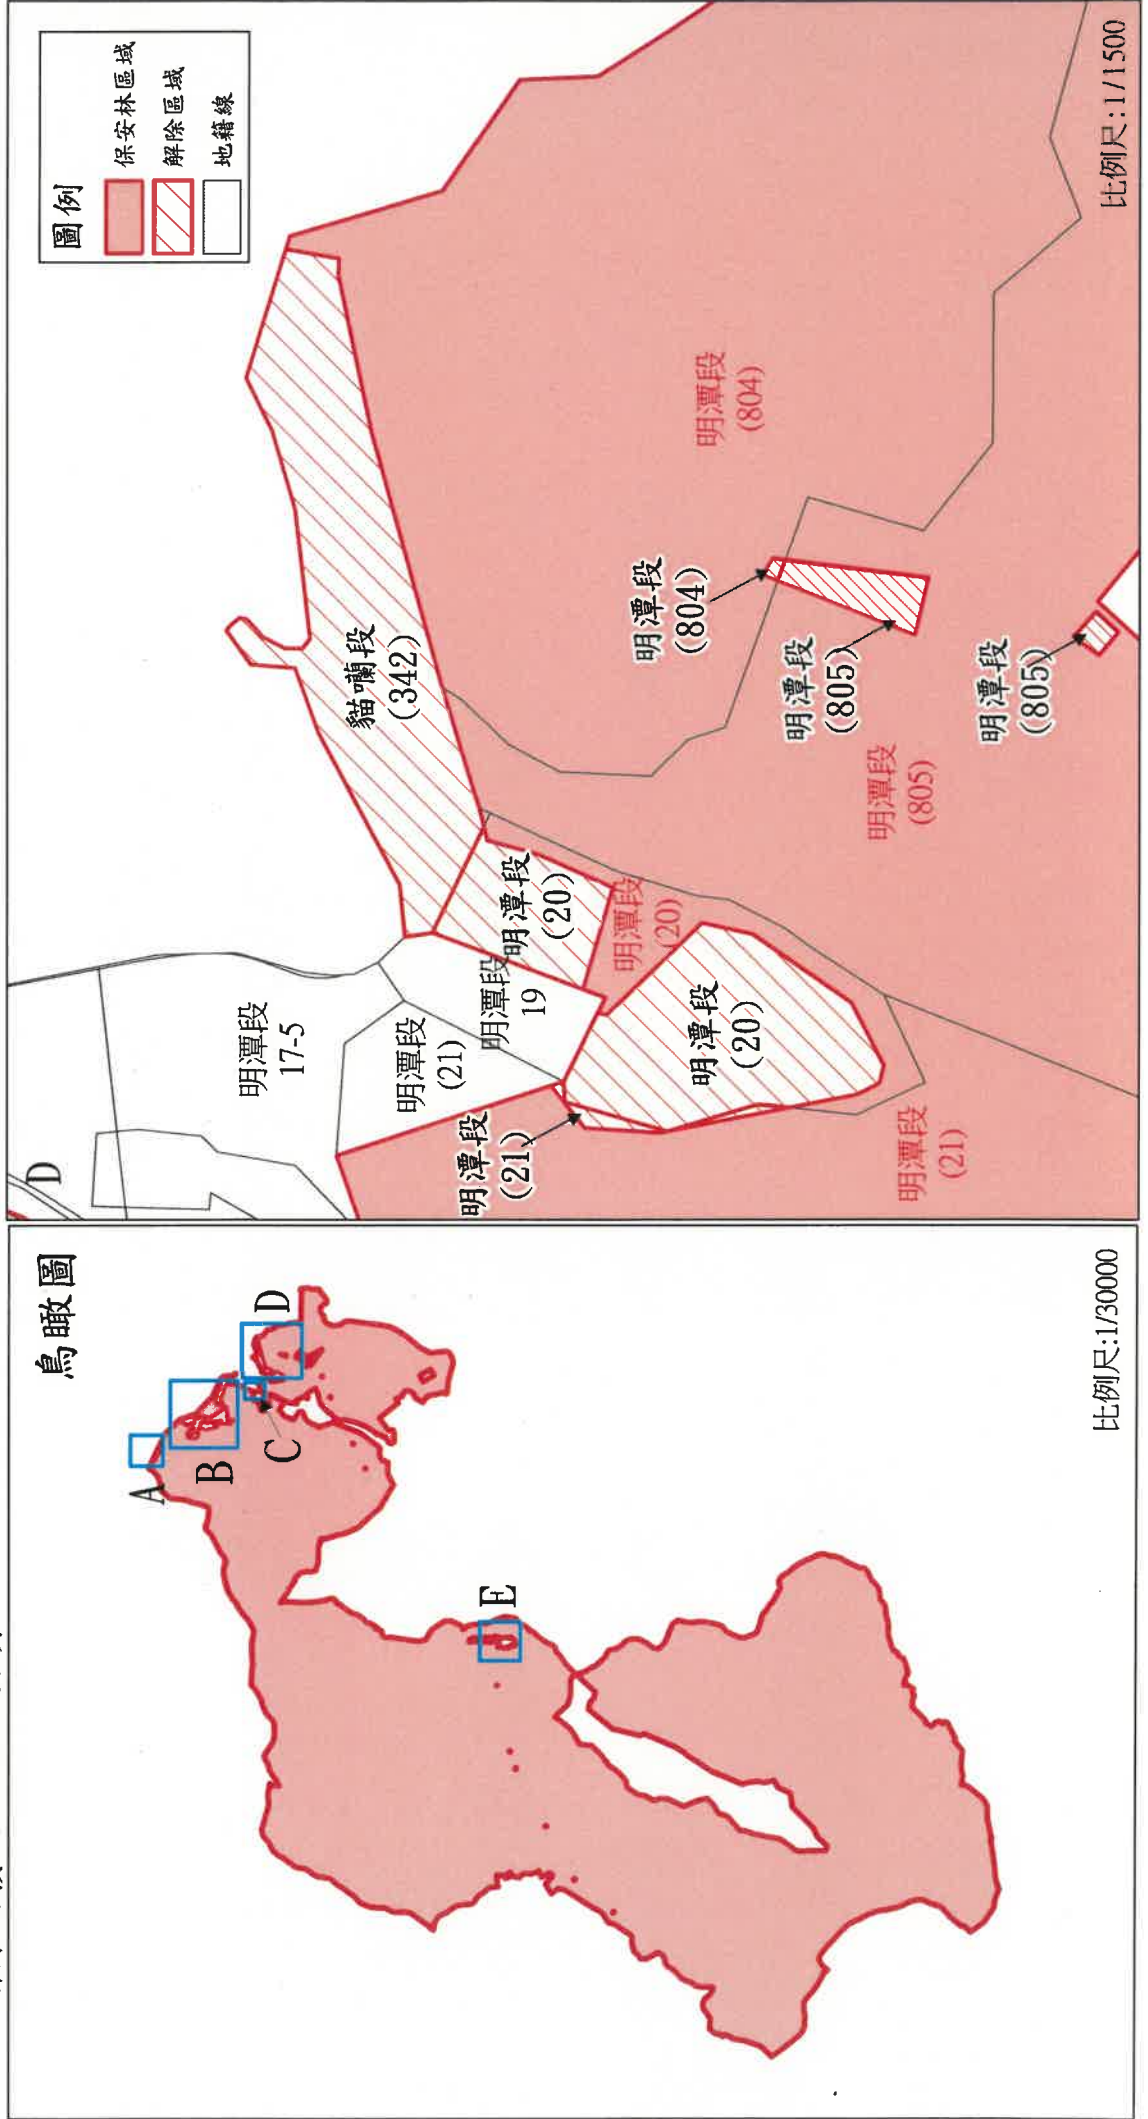 鳥瞰圖
A
B
C
D
E
比例尺:1/30000
D
圖例
保安林區域
解除區域
地籍線
明潭段
17-5
明潭段
(21)
明潭段
19
貓囒段
(342)
明潭段
(20)
明潭段
(20)
明潭段
(20)
明潭段
(21)
明潭段
(21)
明潭段
(804)
明潭段
(804)
明潭段
(805)
明潭段
(805)
明潭段
(805)
比例尺:1/1500